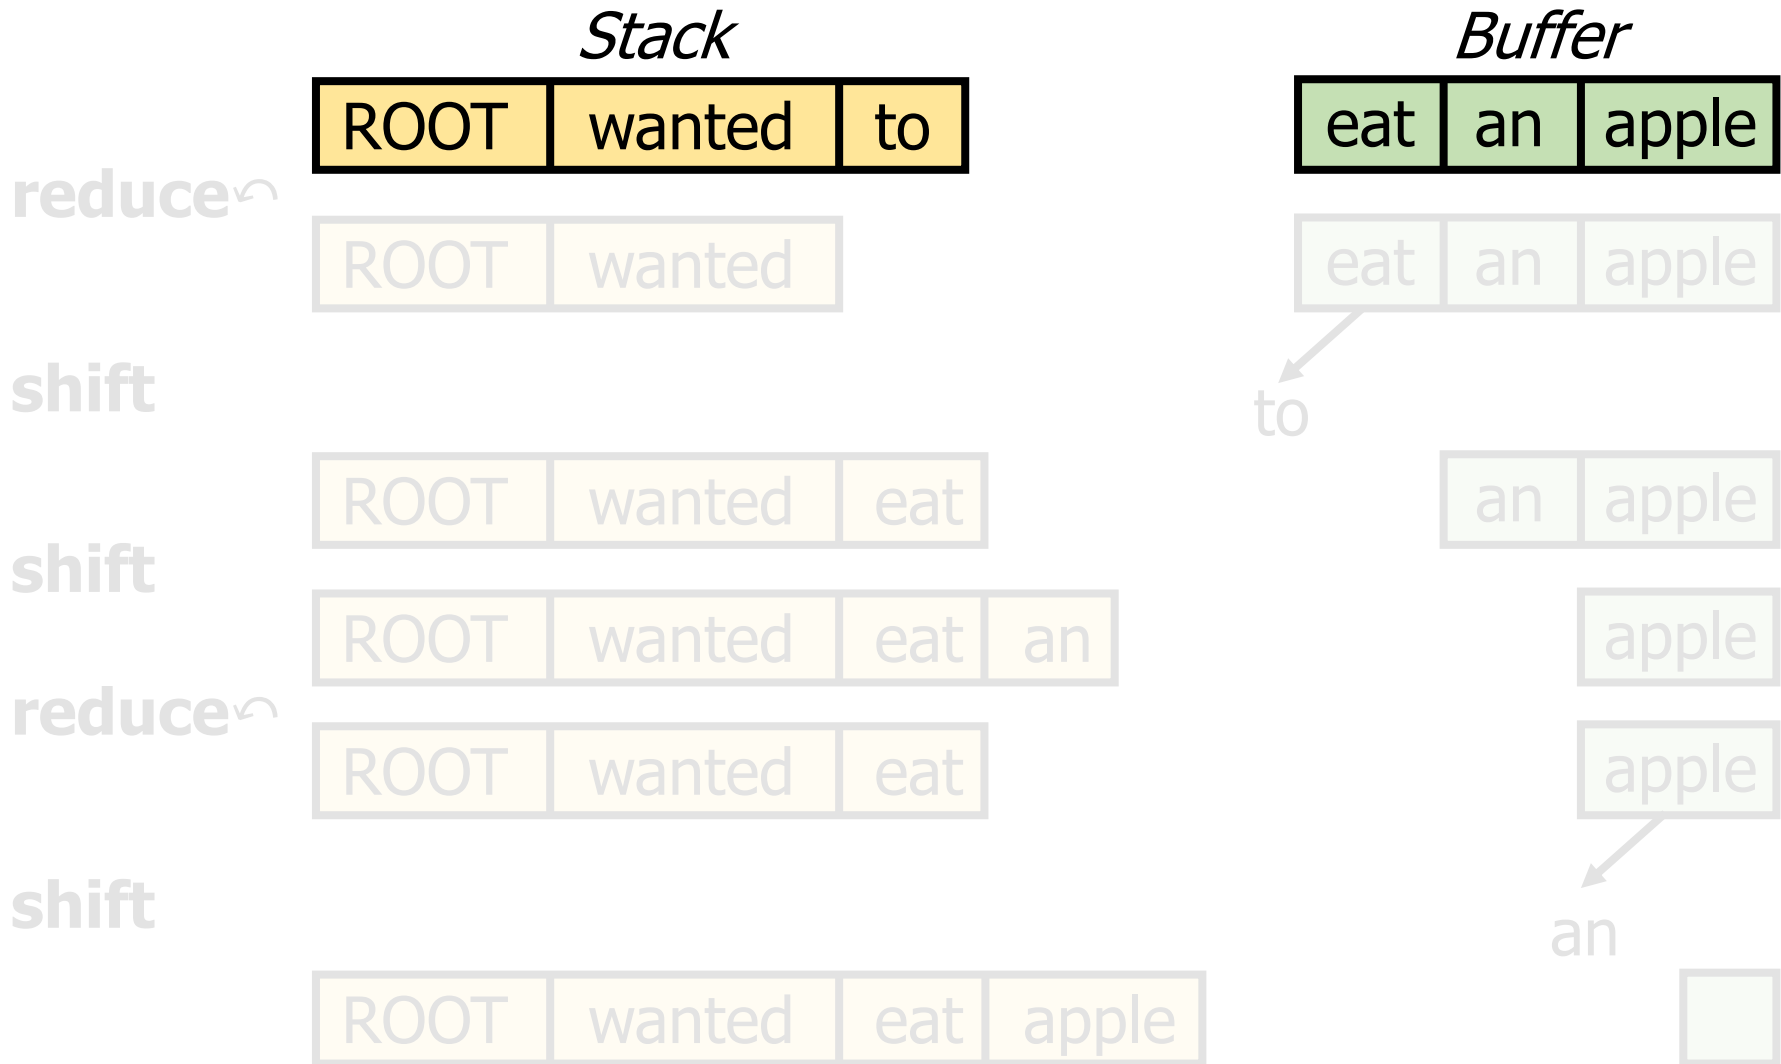 Stack Buffer
ROOT wanted to eat an apple
reduce
ROOT wanted eat an apple
shift
to
ROOT wanted eat an apple
shift
ROOT wanted eat an apple
reduce
ROOT wanted eat apple
shift
an
ROOT wanted eat apple